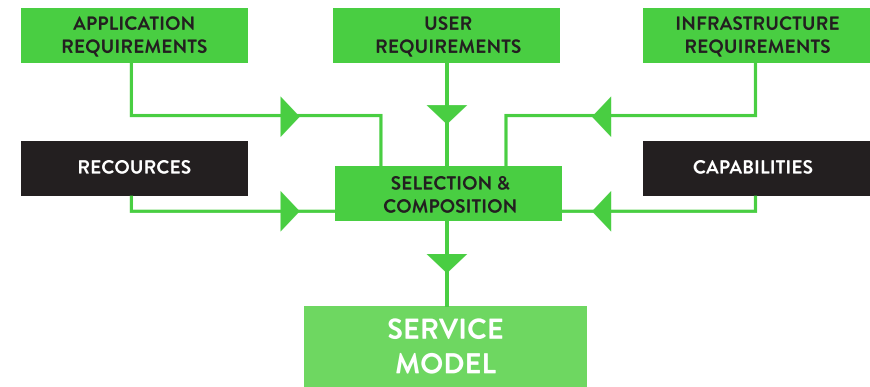 APPLICATION
REQUIREMENTS
USER
REQUIREMENTS
INFRASTRUCTURE
REQUIREMENTS
RECOURCES
SELECTION &
COMPOSITION
CAPABILITIES
SERVICE
MODEL